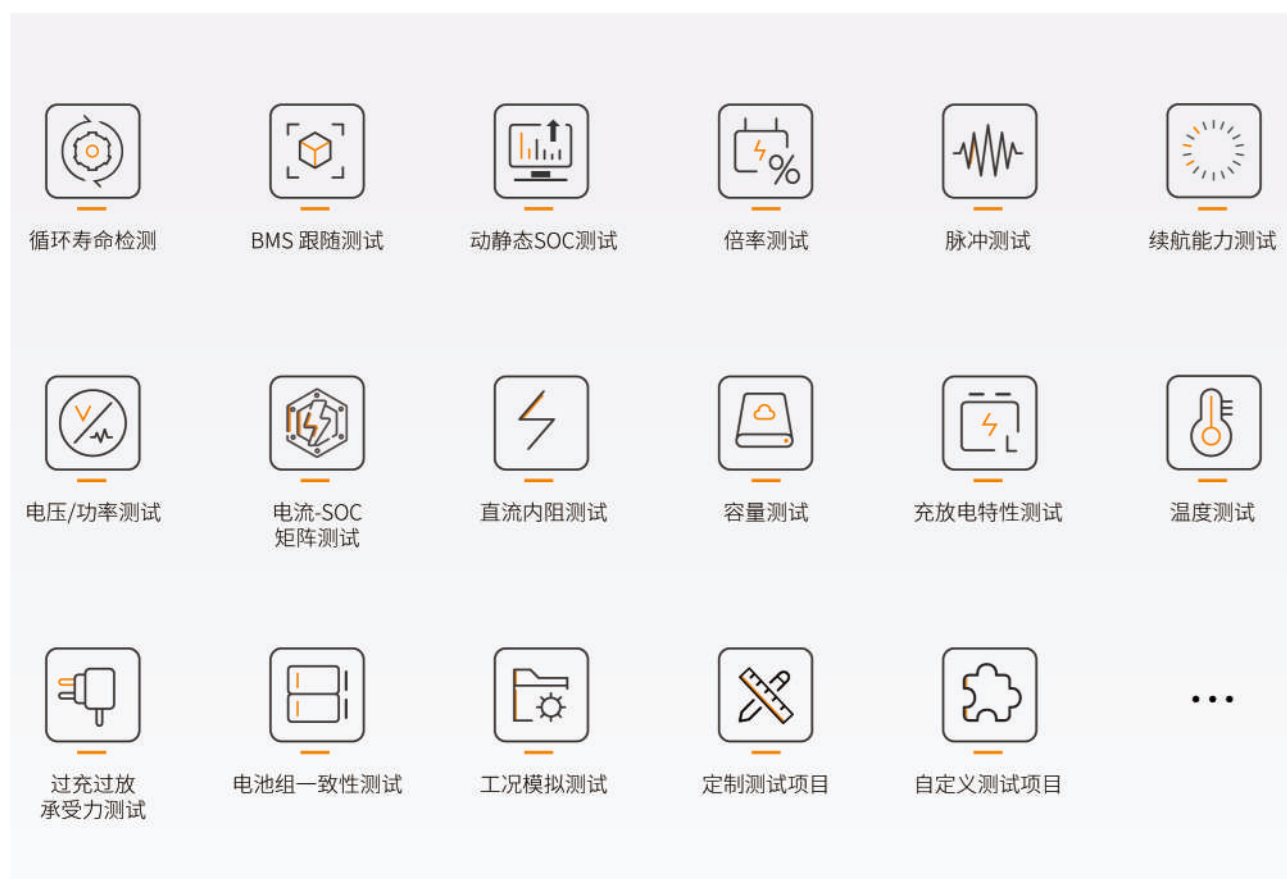 循环寿命检测
BMS 跟随测试
动静态SOC测试
倍率测试
脉冲测试
续航能力测试
电压/功率测试
电流-SOC
矩阵测试
直流内阻测试
容量测试
充放电特性测试
温度测试
过充过放
承受力测试
电池组一致性测试
工况模拟测试
定制测试项目
自定义测试项目
...